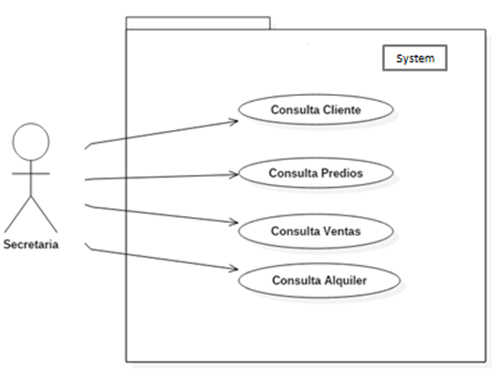 System
Consulta Cliente
Consulta Predios
Secretaria
Consulta Ventas
Consulta Alquiler